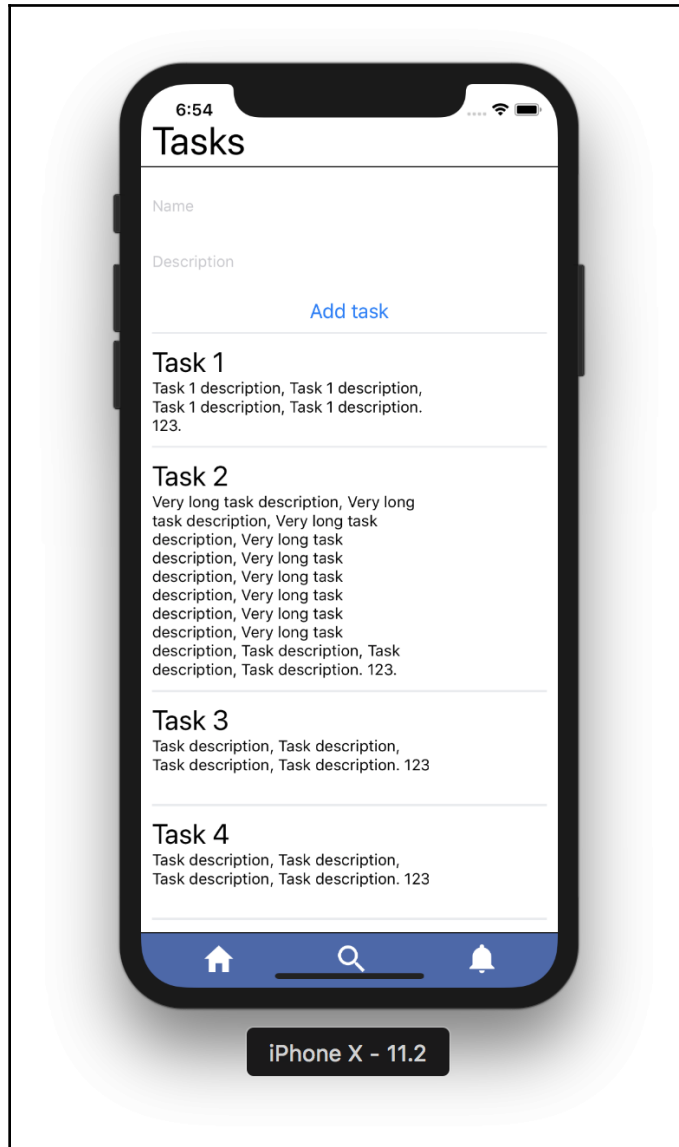 6:54
Tasks
Name
Description
Add task
Task 1
Task 1 description, Task 1 description,
Task 1 description, Task 1 description.
123.
Task 2
Very long task description, Very long
task description, Very long task
description, Very long task
description, Very long task
description, Very long task
description, Very long task
description, Very long task
description, Very long task
description, Task description, Task
description, Task description. 123.
Task 3
Task description, Task description,
Task description, Task description. 123
Task 4
Task description, Task description,
Task description, Task description. 123
iPhone X - 11.2